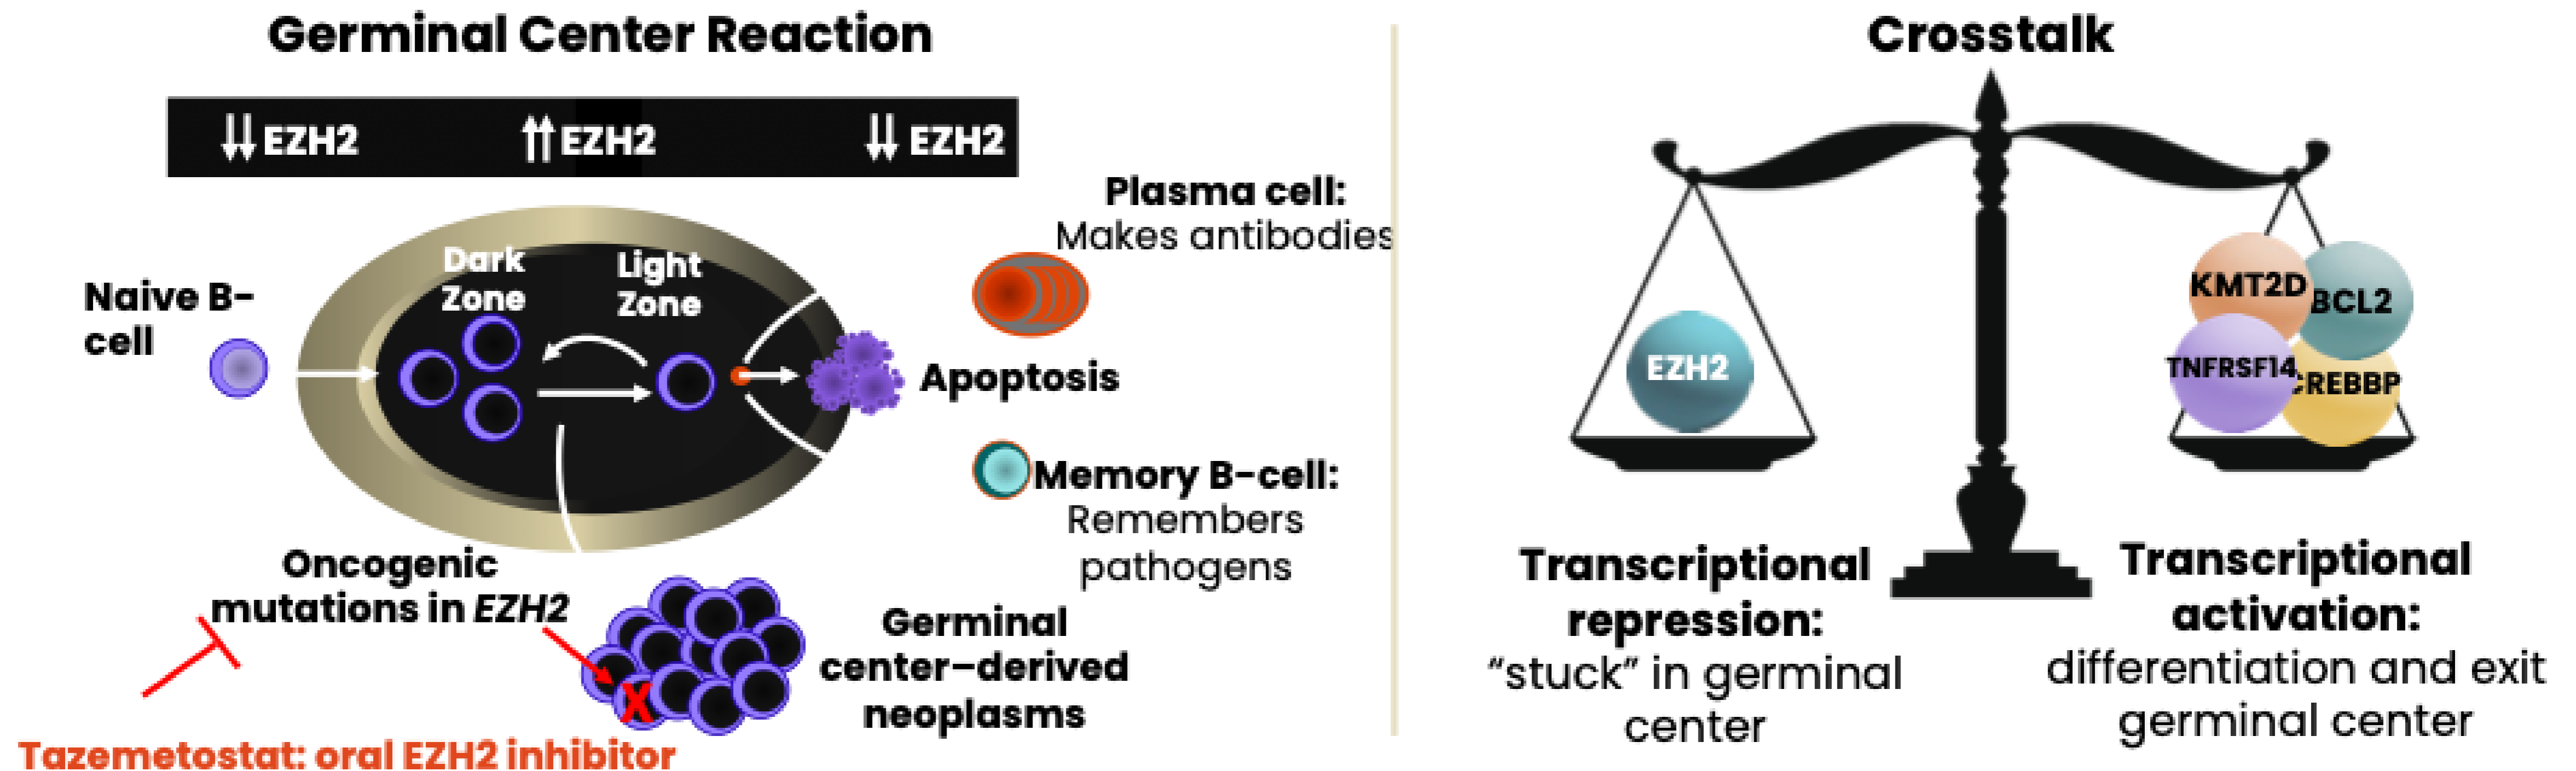 Germinal Center Reaction
↓↓ EZH2
↑↑ EZH2
↓↓ EZH2
Naive B-
cell
Dark
Zone
Light
Zone
Plasma cell:
Makes antibodies
Apoptosis
Memory B-cell:
Remembers
pathogens
Oncogenic
mutations in EZH2
X
Germinal
center–derived
neoplasms
Tazemetostat: oral EZH2 inhibitor
Crosstalk
EZH2
KMT2D
BCL2
TNFRSF14
CREBBP
Transcriptional
repression:
“stuck” in germinal
center
Transcriptional
activation:
differentiation and exit
germinal center